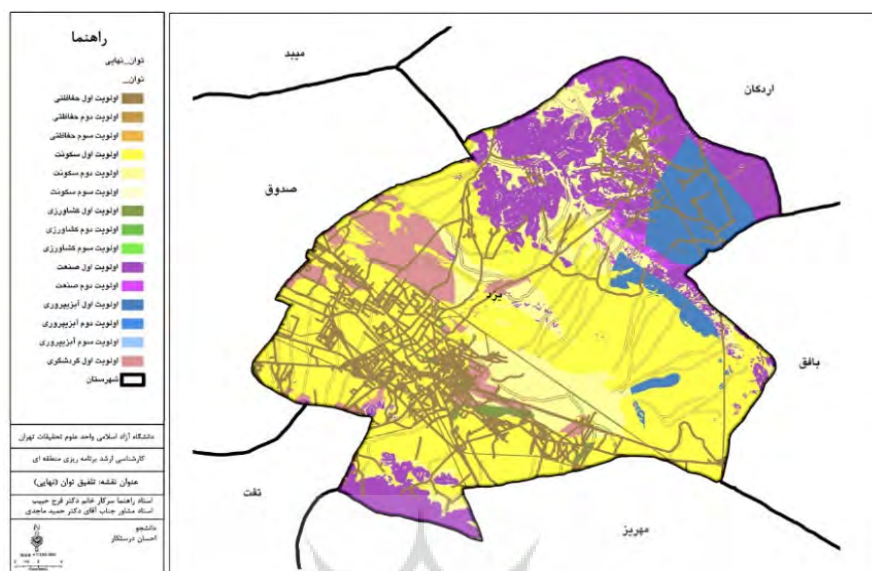 راهنما
توان_نهایی
توان_
اولویت اول حفاظتی
اولویت دوم حفاظتی
اولویت سوم حفاظتی
اولویت اول سکونت
اولویت دوم سکونت
اولویت سوم سکونت
اولویت اول کشاورزی
اولویت دوم کشاورزی
اولویت سوم کشاورزی
اولویت اول صنعت
اولویت دوم صنعت
اولویت اول آبزیپروری
اولویت دوم آبزیپروری
اولویت سوم آبزیپروری
اولویت اول گردشگری
شهرستان
دانشگاه آزاد اسلامی واحد علوم تحقیقات تهران
کارشناسی ارشد برنامه ریزی منطقه ای
عنوان نقشه: تلفیق توان (نهایی)
استاد راهنما سرکار خانم دکتر فرح حبیب
استاد مشاور جناب آقای دکتر حمید ماجدی
دانشجو
احسان درستکار
N
میبد
اردکان
صدوق
یزد
بافق
تفت
مهریز